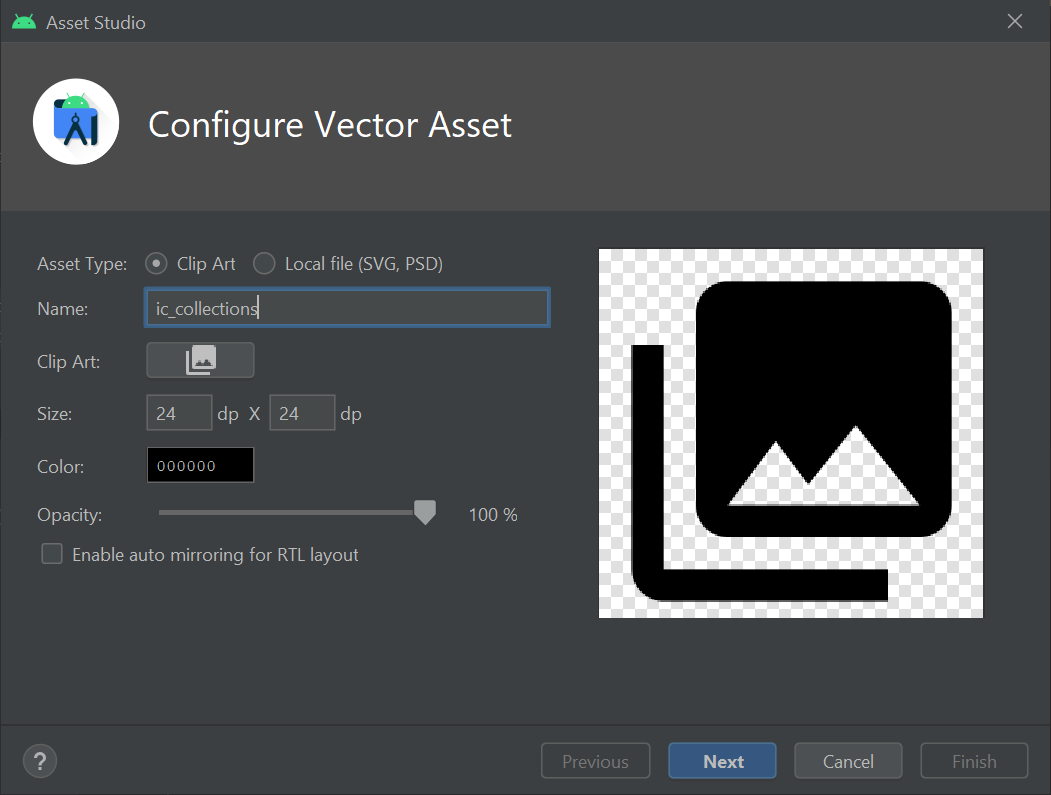 Asset Studio
Configure Vector Asset
Asset Type: Clip Art Local file (SVG, PSD)
Name: ic_collections
Clip Art:
Size: 24 dp X 24 dp
Color: 000000
Opacity: 100 %
Enable auto mirroring for RTL layout
? Previous Next Cancel Finish